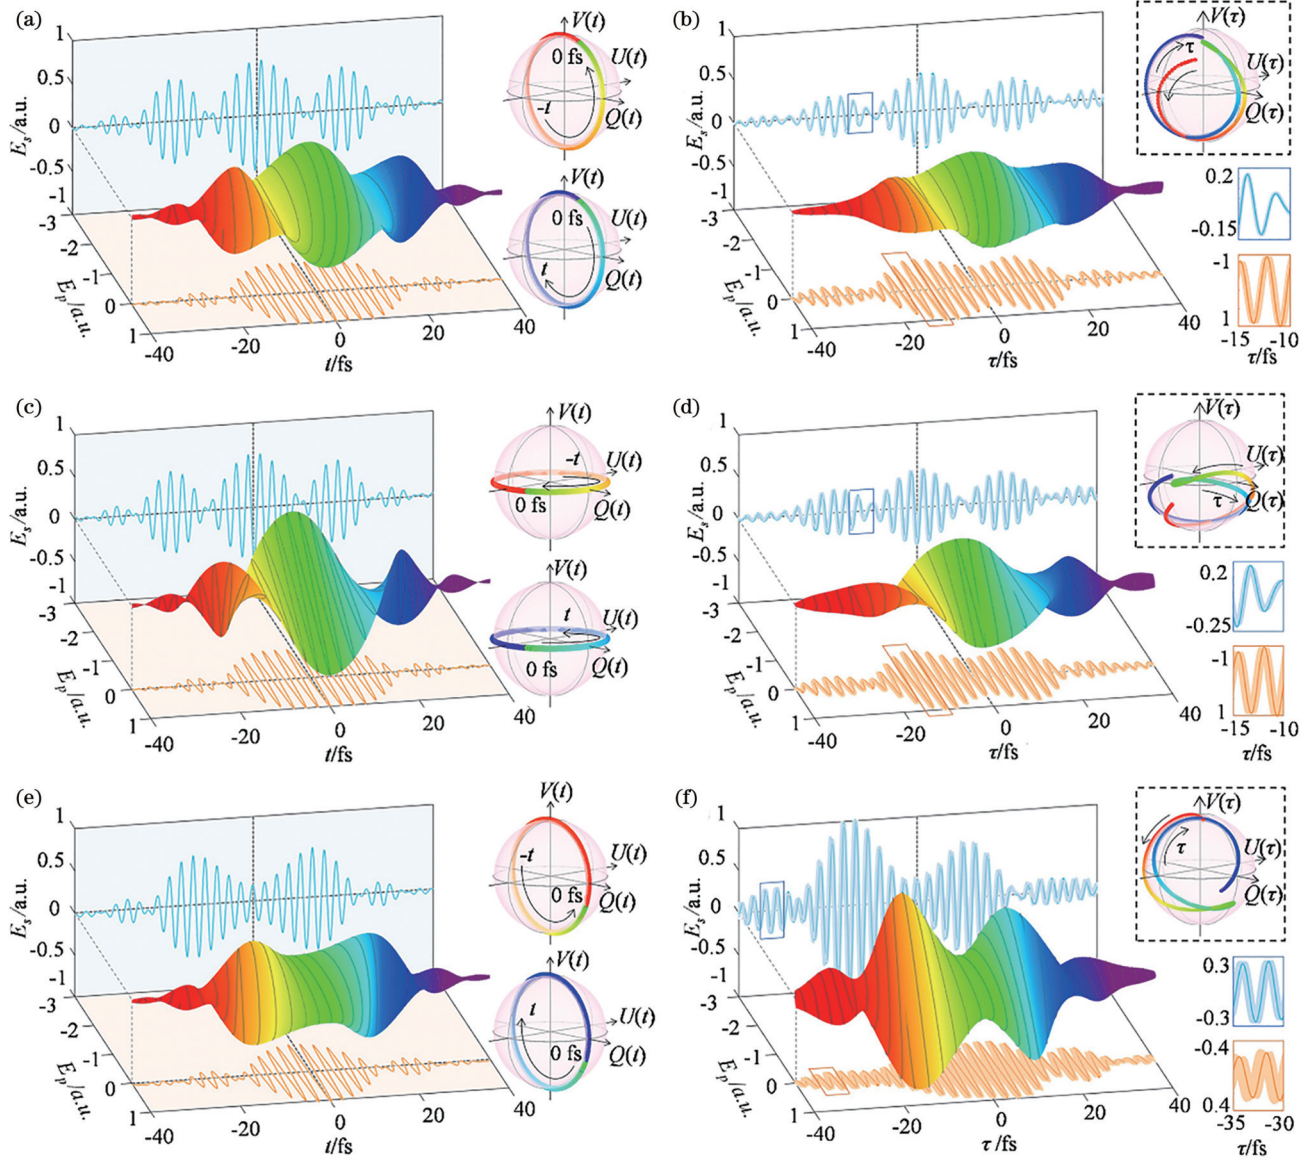 (a)
1
0.5
0
-0.5
-1
E_s/a.u.
-3
-2
-1
0
1
E_p/a.u.
-40
-20
0
20
40
t/fs
V(t)
0 fs
U(t)
-t
Q(t)
V(t)
0 fs
U(t)
t
Q(t)
(b)
1
0.5
0
-0.5
-1
E_s/a.u.
-3
-2
-1
0
1
E_p/a.u.
-40
-20
0
20
40
τ/fs
V(τ)
τ
U(τ)
Q(τ)
0.2
-0.15
-1
1
-15 -10
τ/fs
(c)
1
0.5
0
-0.5
-1
E_s/a.u.
-3
-2
-1
0
1
E_p/a.u.
-40
-20
0
20
40
t/fs
V(t)
-t
U(t)
0 fs
Q(t)
V(t)
t
U(t)
0 fs
Q(t)
(d)
1
0.5
0
-0.5
-1
E_s/a.u.
-3
-2
-1
0
1
E_p/a.u.
-40
-20
0
20
40
τ/fs
V(τ)
U(τ)
τ
Q(τ)
0.2
-0.25
-1
1
-15 -10
τ/fs
(e)
1
0.5
0
-0.5
-1
E_s/a.u.
-3
-2
-1
0
1
E_p/a.u.
-40
-20
0
20
40
t/fs
V(t)
-t
U(t)
0 fs
Q(t)
V(t)
t
U(t)
0 fs
Q(t)
(f)
1
0.5
0
-0.5
-1
E_s/a.u.
-3
-2
-1
0
1
E_p/a.u.
-40
-20
0
20
40
τ/fs
V(τ)
U(τ)
τ
Q(τ)
0.3
-0.3
-0.4
0.4
-35 -30
τ/fs